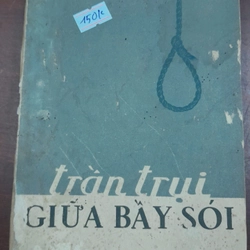 150k
trần trụi
GIỮA BẦY SÓI